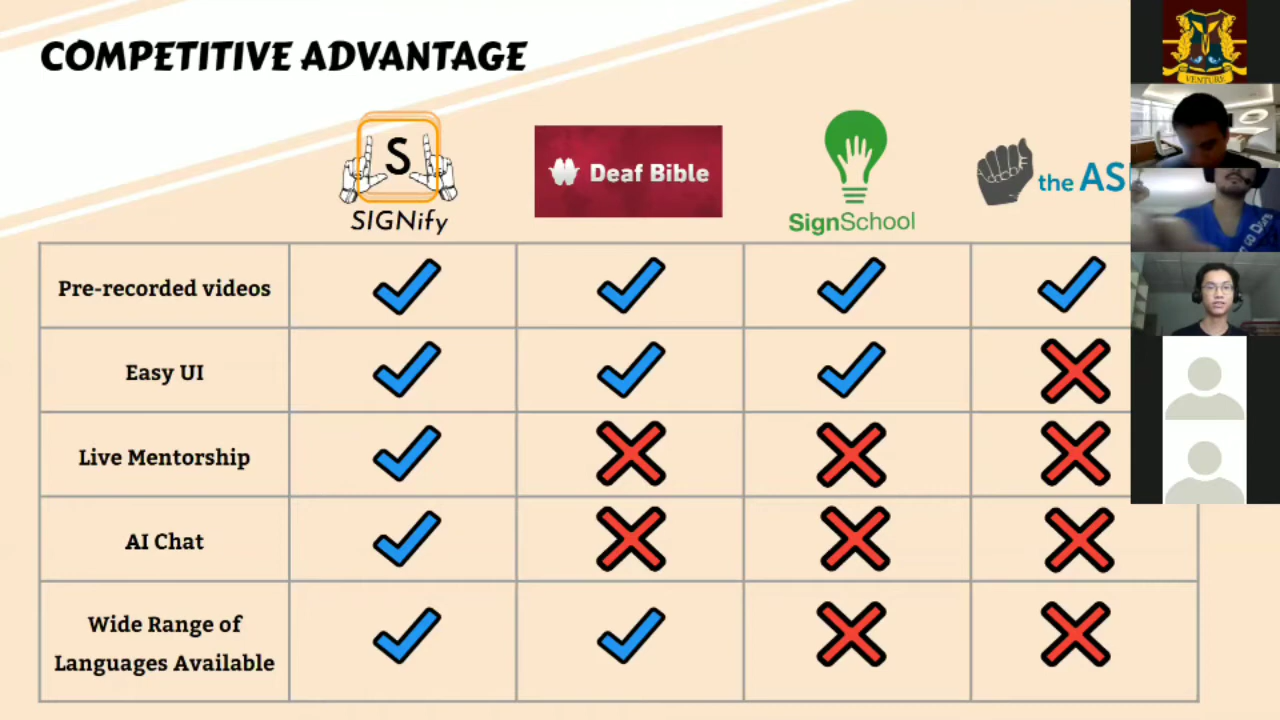 COMPETITIVE ADVANTAGE
S
SIGNify
Deaf Bible
SignSchool
the AS
VENTURE
Pre-recorded videos
Easy UI
Live Mentorship
AI Chat
Wide Range of
Languages Available